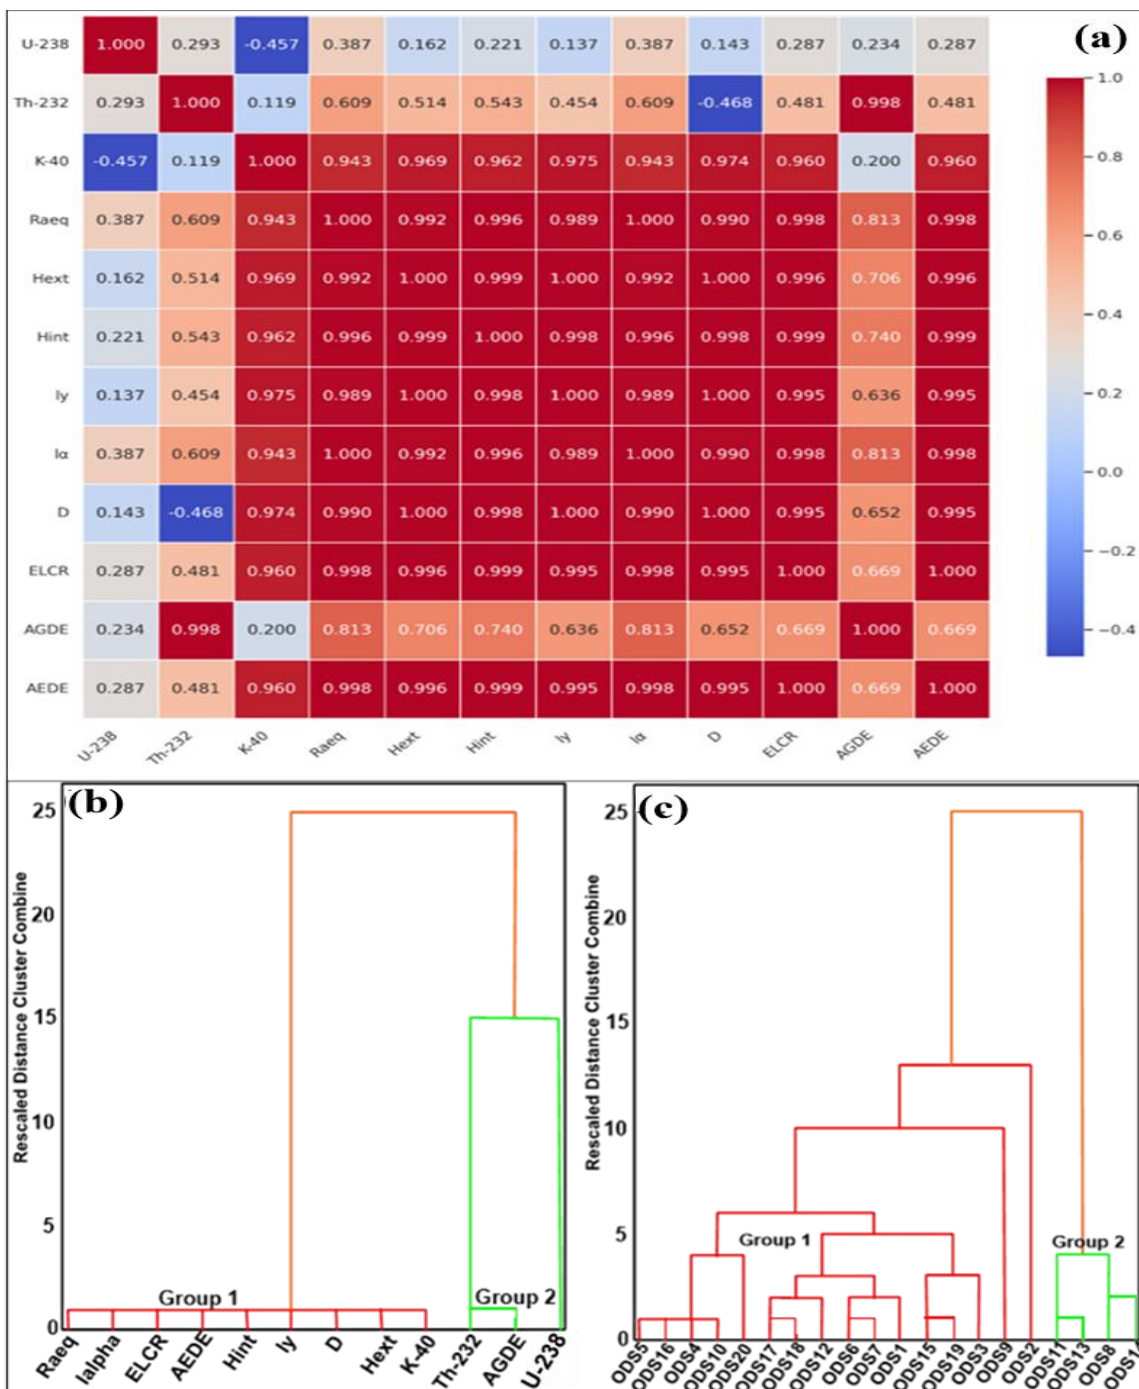 (a)
U-238 1.000 0.293 -0.457 0.387 0.162 0.221 0.137 0.387 0.143 0.287 0.234 0.287
Th-232 0.293 1.000 0.119 0.609 0.514 0.543 0.454 0.609 -0.468 0.481 0.998 0.481
K-40 -0.457 0.119 1.000 0.943 0.969 0.962 0.975 0.943 0.974 0.960 0.200 0.960
Raeq 0.387 0.609 0.943 1.000 0.992 0.996 0.989 1.000 0.990 0.998 0.813 0.998
Hext 0.162 0.514 0.969 0.992 1.000 0.999 1.000 0.992 1.000 0.996 0.706 0.996
Hint 0.221 0.543 0.962 0.996 0.999 1.000 0.998 0.996 0.998 0.999 0.740 0.999
Iγ 0.137 0.454 0.975 0.989 1.000 0.998 1.000 0.989 1.000 0.995 0.636 0.995
Iα 0.387 0.609 0.943 1.000 0.992 0.996 0.989 1.000 0.990 0.998 0.813 0.998
D 0.143 -0.468 0.974 0.990 1.000 0.998 1.000 0.990 1.000 0.995 0.652 0.995
ELCR 0.287 0.481 0.960 0.998 0.996 0.999 0.995 0.998 0.995 1.000 0.669 1.000
AGDE 0.234 0.998 0.200 0.813 0.706 0.740 0.636 0.813 0.652 0.669 1.000 0.669
AEDE 0.287 0.481 0.960 0.998 0.996 0.999 0.995 0.998 0.995 1.000 0.669 1.000
U-238 Th-232 K-40 Raeq Hext Hint Iγ Iα D ELCR AGDE AEDE
1.0
0.8
0.6
0.4
0.2
0.0
−0.2
−0.4
(b)
Rescaled Distance Cluster Combine
25
20
15
10
5
0
Group 1
Group 2
Raeq Ialpha ELCR AEDE Hint Iy D Hext K-40 Th-232 AGDE U-238
(c)
Rescaled Distance Cluster Combine
25
20
15
10
5
0
Group 1
Group 2
ODS5 ODS16 ODS4 ODS10 ODS20 ODS17 ODS18 ODS12 ODS6 ODS7 ODS1 ODS15 ODS19 ODS3 ODS9 ODS2 ODS11 ODS13 ODS8 ODS14